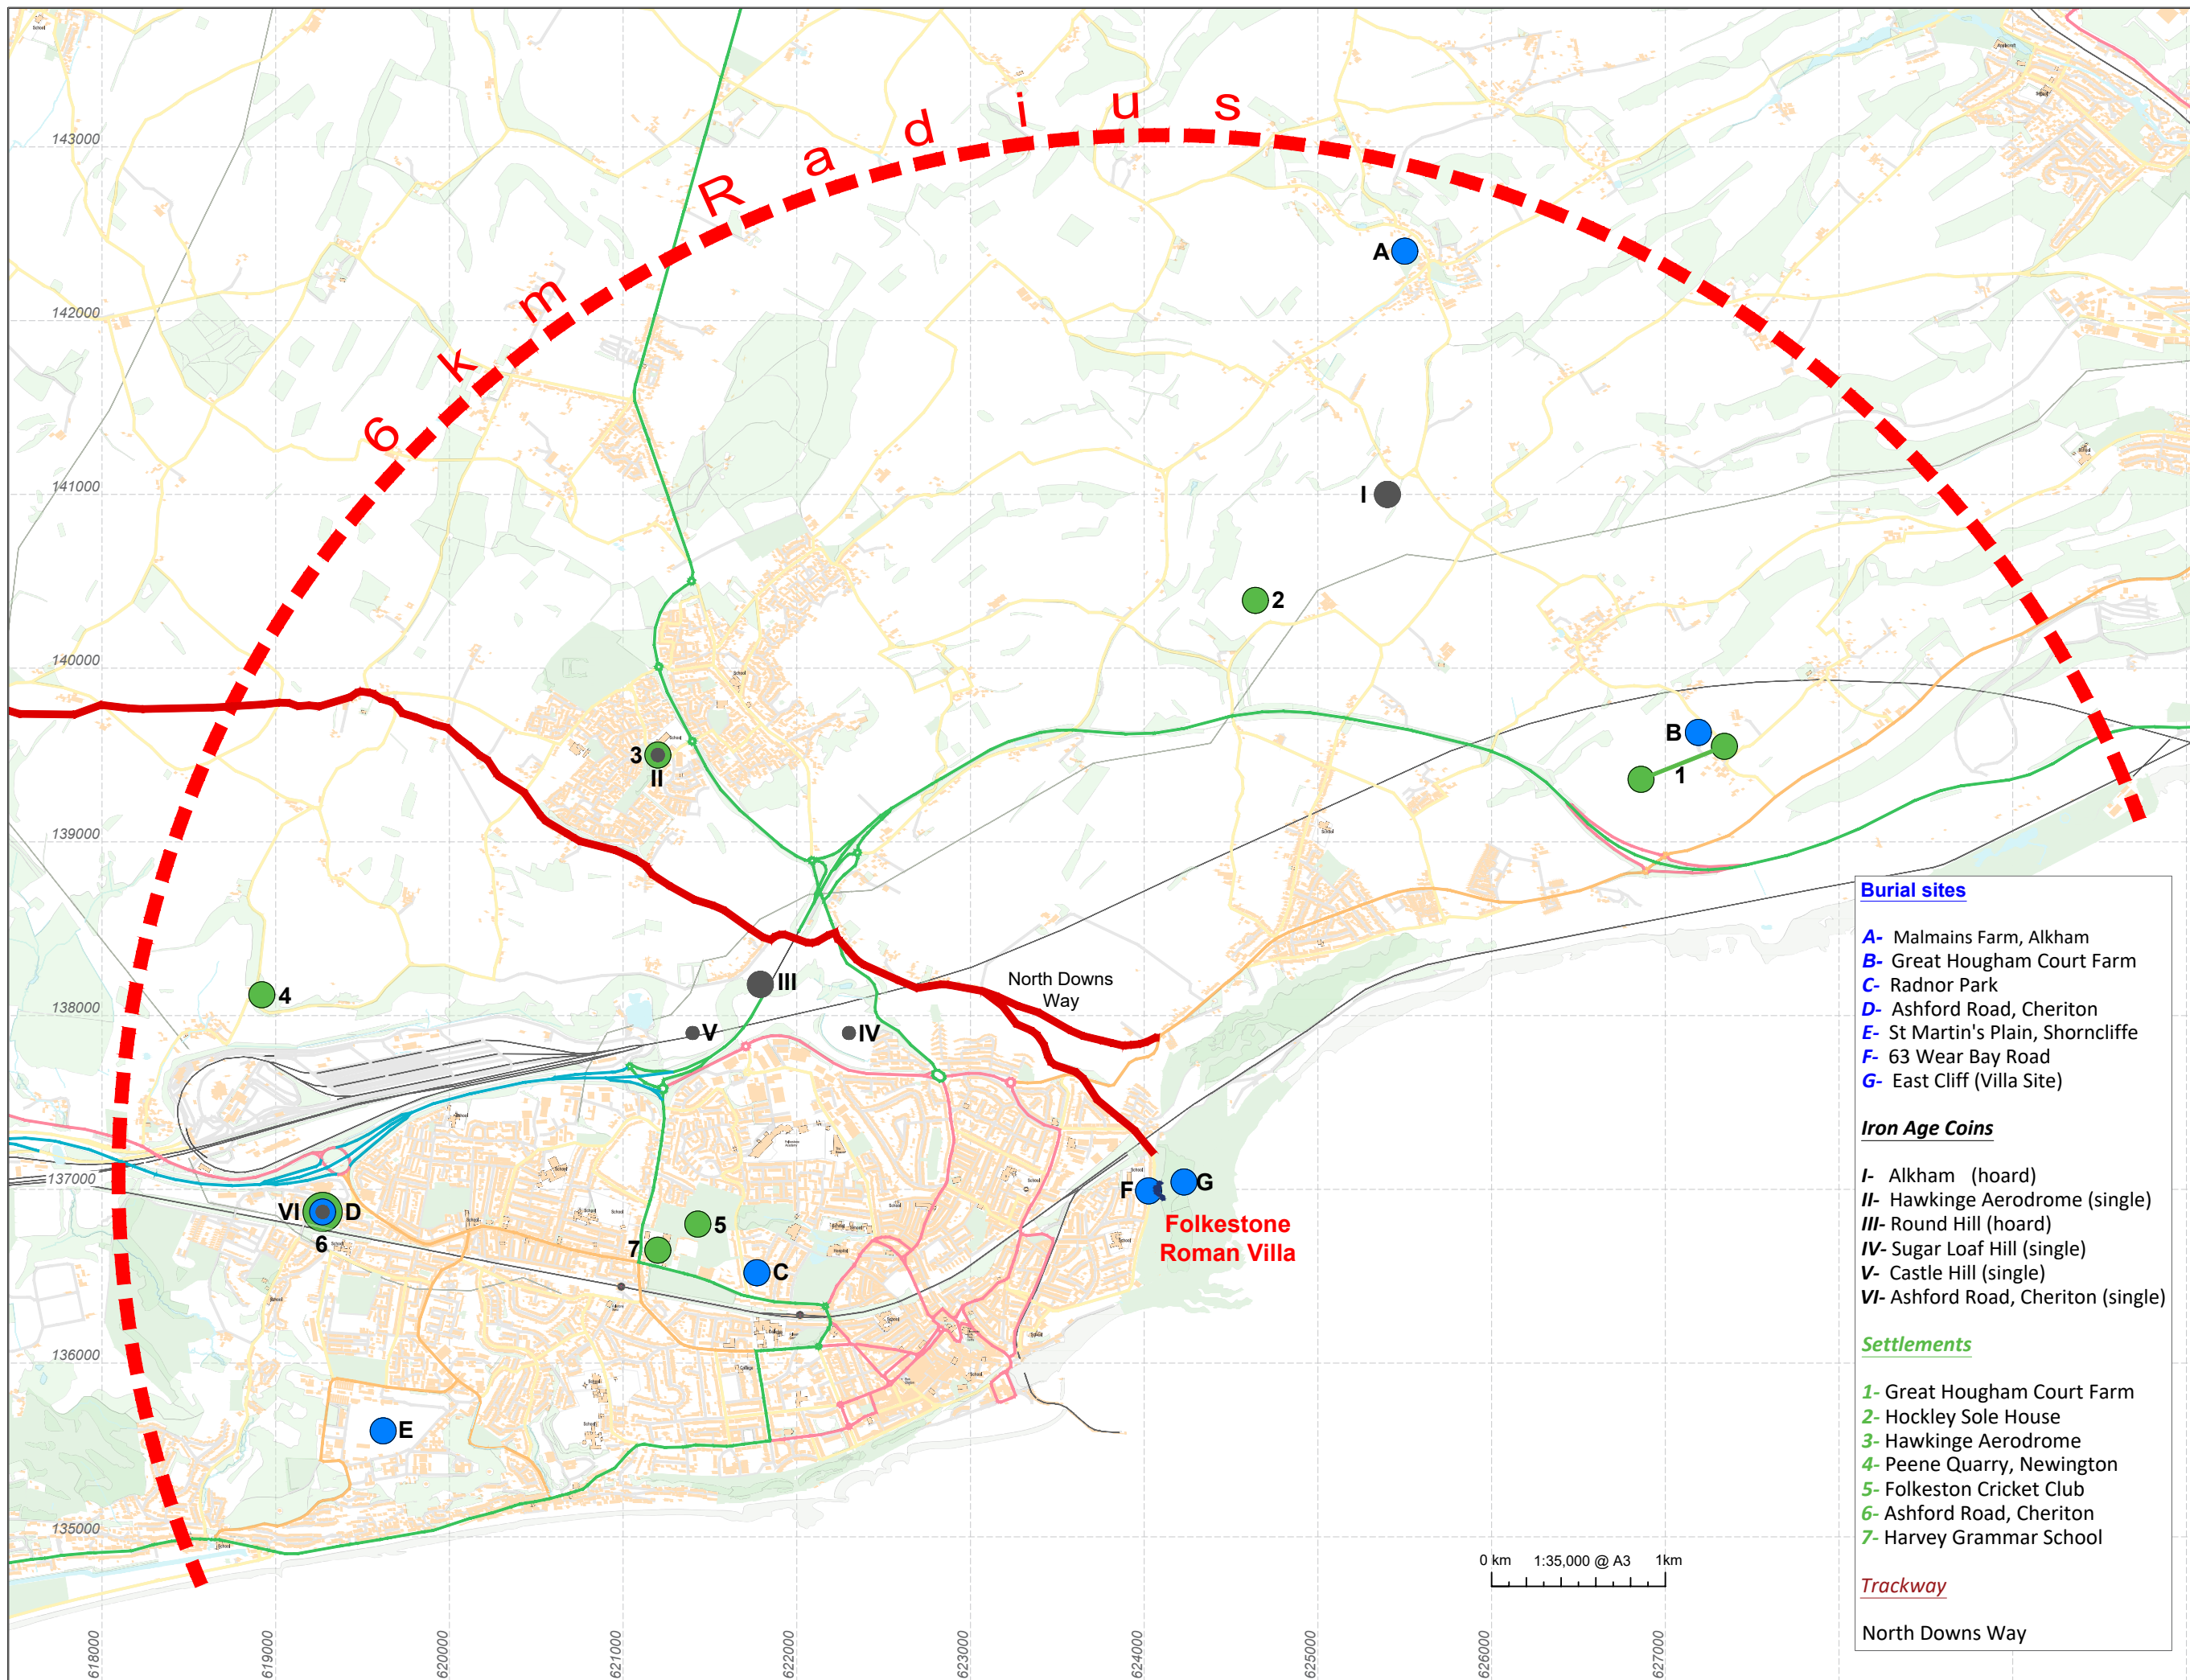 6 km Radius
143000
142000
141000
140000
139000
138000
137000
136000
135000
618000
619000
620000
621000
622000
623000
624000
625000
626000
627000
A
I
2
B
1
3
II
4
III
V
IV
North Downs
Way
F
G
Folkestone
Roman Villa
VI
D
6
5
7
C
E
0 km
1:35,000 @ A3
1km
Burial sites
A- Malmains Farm, Alkham
B- Great Hougham Court Farm
C- Radnor Park
D- Ashford Road, Cheriton
E- St Martin's Plain, Shorncliffe
F- 63 Wear Bay Road
G- East Cliff (Villa Site)
Iron Age Coins
I- Alkham (hoard)
II- Hawkinge Aerodrome (single)
III- Round Hill (hoard)
IV- Sugar Loaf Hill (single)
V- Castle Hill (single)
VI- Ashford Road, Cheriton (single)
Settlements
1- Great Hougham Court Farm
2- Hockley Sole House
3- Hawkinge Aerodrome
4- Peene Quarry, Newington
5- Folkeston Cricket Club
6- Ashford Road, Cheriton
7- Harvey Grammar School
Trackway
North Downs Way